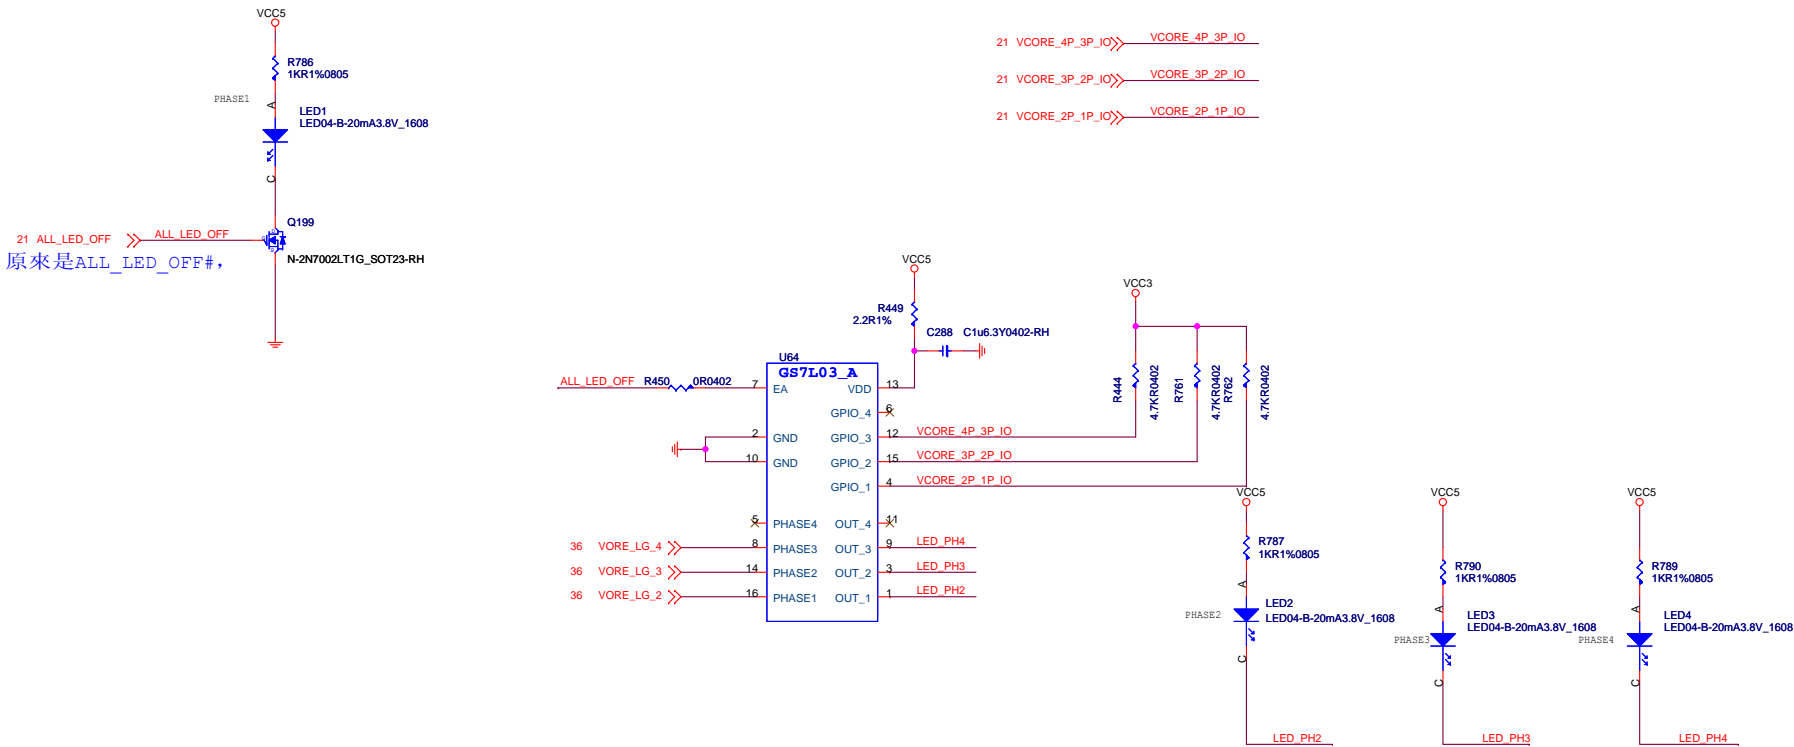 VCC5
R786
1KR1%0805
PHASE1
A
LED1
LED04-B-20mA3.8V_1608
C
Q199
21 ALL_LED_OFF
ALL_LED_OFF
N-2N7002LT1G_SOT23-RH
原來是ALL_LED_OFF#,
21 VCORE_4P_3P_IO
VCORE_4P_3P_IO
21 VCORE_3P_2P_IO
VCORE_3P_2P_IO
21 VCORE_2P_1P_IO
VCORE_2P_1P_IO
VCC5
R449
2.2R1%
C288 C1u6.3Y0402-RH
VCC3
R444
4.7KR0402
R761
4.7KR0402
R762
4.7KR0402
U64
GS7L03_A
ALL_LED_OFF R450 0R0402 7 EA
VDD 13
GPIO_4 6
2 GND
GPIO_3 12 VCORE_4P_3P_IO
10 GND
GPIO_2 15 VCORE_3P_2P_IO
GPIO_1 4 VCORE_2P_1P_IO
5 PHASE4
OUT_4 11
36 VORE_LG_4 8 PHASE3
OUT_3 9 LED_PH4
36 VORE_LG_3 14 PHASE2
OUT_2 3 LED_PH3
36 VORE_LG_2 16 PHASE1
OUT_1 1 LED_PH2
VCC5
R787
1KR1%0805
A
PHASE2
LED2
LED04-B-20mA3.8V_1608
C
LED_PH2
VCC5
R790
1KR1%0805
A
PHASE3
LED3
LED04-B-20mA3.8V_1608
C
LED_PH3
VCC5
R789
1KR1%0805
A
PHASE4
LED4
LED04-B-20mA3.8V_1608
C
LED_PH4